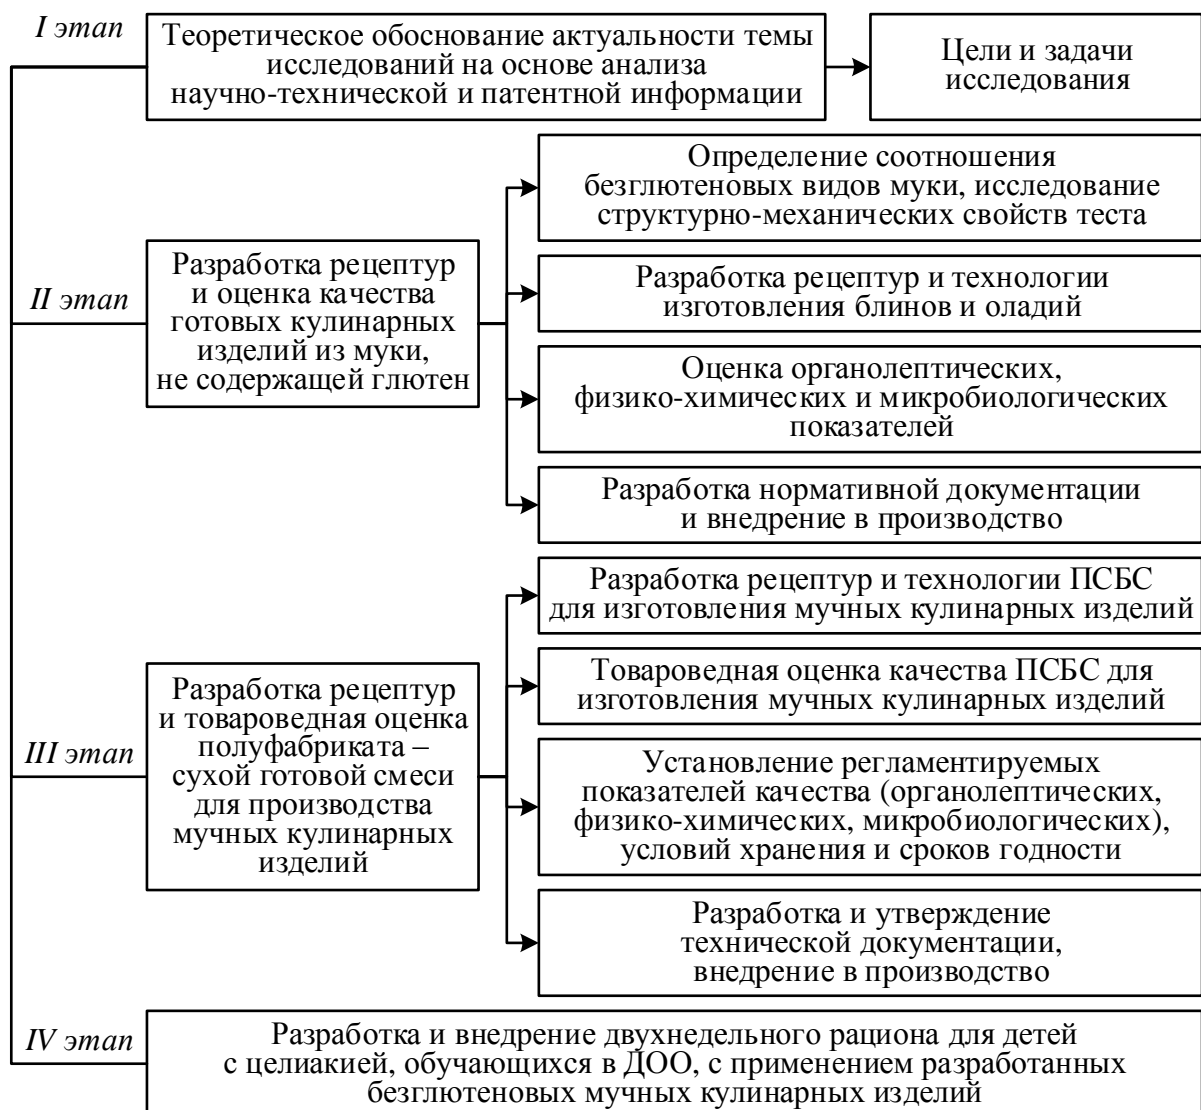 I этап
Теоретическое обоснование актуальности темы
исследований на основе анализа
научно-технической и патентной информации
Цели и задачи
исследования
II этап
Разработка рецептур
и оценка качества
готовых кулинарных
изделий из муки,
не содержащей глютен
Определение соотношения
безглютеновых видов муки, исследование
структурно-механических свойств теста
Разработка рецептур и технологии
изготовления блинов и оладий
Оценка органолептических,
физико-химических и микробиологических
показателей
Разработка нормативной документации
и внедрение в производство
III этап
Разработка рецептур
и товароведная оценка
полуфабриката –
сухой готовой смеси
для производства
мучных кулинарных
изделий
Разработка рецептур и технологии ПСБС
для изготовления мучных кулинарных изделий
Товароведная оценка качества ПСБС для
изготовления мучных кулинарных изделий
Установление регламентируемых
показателей качества (органолептических,
физико-химических, микробиологических),
условий хранения и сроков годности
Разработка и утверждение
технической документации,
внедрение в производство
IV этап
Разработка и внедрение двухнедельного рациона для детей
с целиакией, обучающихся в ДОО, с применением разработанных
безглютеновых мучных кулинарных изделий